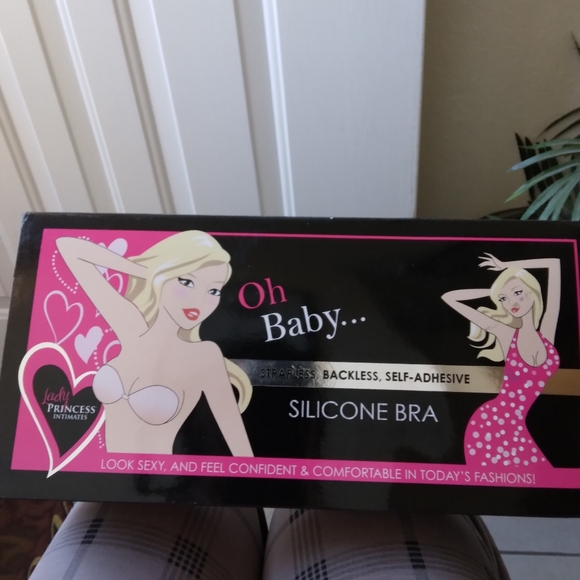 Oh
Baby...
STRAPLESS, BACKLESS, SELF-ADHESIVE
SILICONE BRA
Jady
PRINCESS
INTIMATES
LOOK SEXY, AND FEEL CONFIDENT & COMFORTABLE IN TODAY'S FASHIONS!